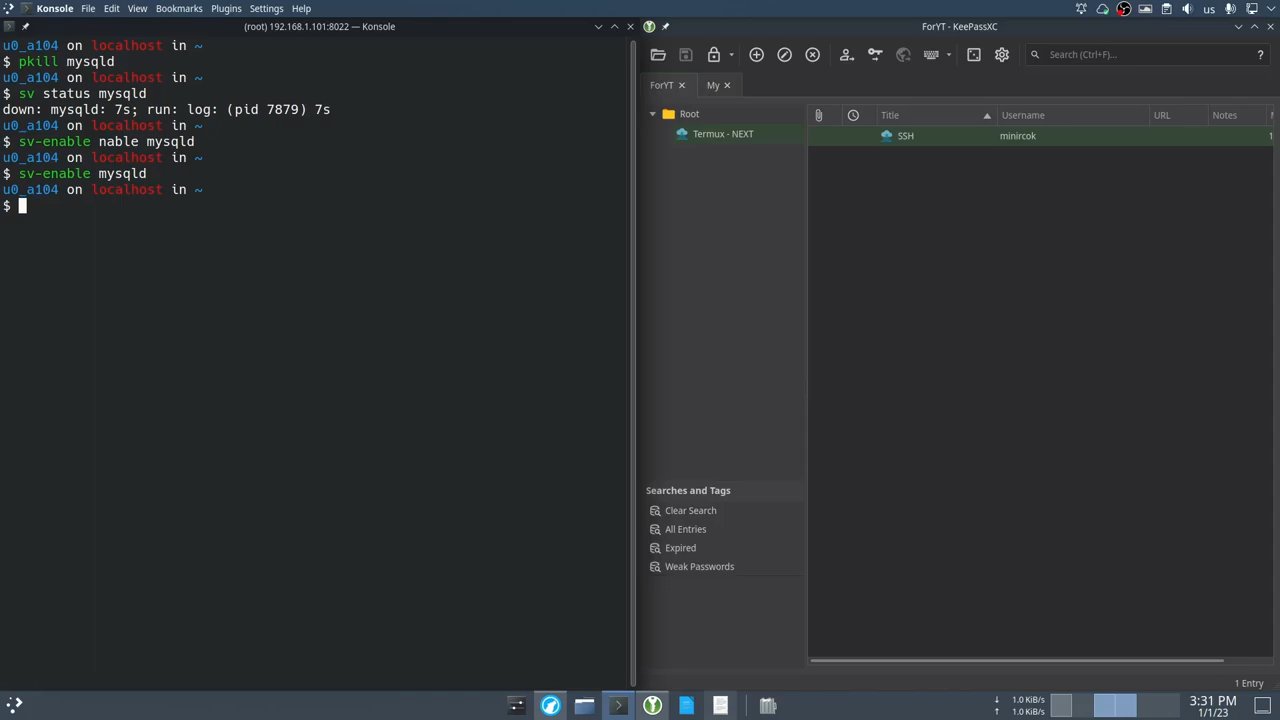 Konsole File Edit View Bookmarks Plugins Settings Help
us
(root) 192.168.1.101:8022 — Konsole
ForYT - KeePassXC
u0_a104 on localhost in ~
$ pkill mysqld
u0_a104 on localhost in ~
$ sv status mysqld
down: mysqld: 7s; run: log: (pid 7879) 7s
u0_a104 on localhost in ~
$ sv-enable nable mysqld
u0_a104 on localhost in ~
$ sv-enable mysqld
u0_a104 on localhost in ~
$
Search (Ctrl+F)... ?
ForYT My
Root
Termux - NEXT
Title Username URL Notes
SSH minircok
Searches and Tags
Clear Search
All Entries
Expired
Weak Passwords
1 Entry
↓ 1.0 KiB/s
↑ 1.0 KiB/s
3:31 PM
1/1/23